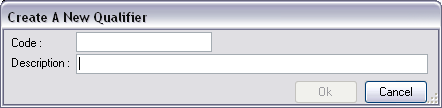 Create A New Qualifier
Code :
Description :
Ok Cancel